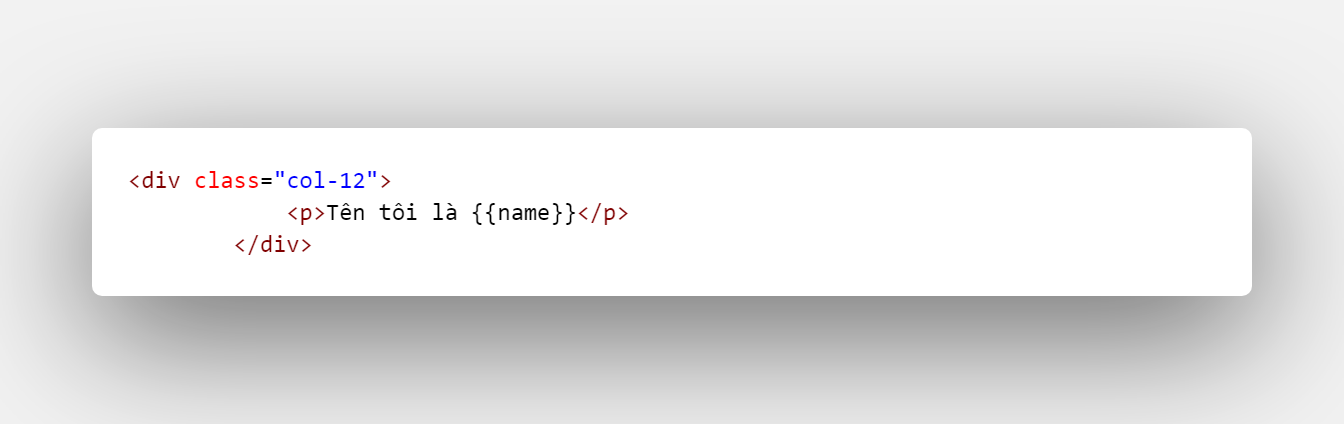 <div class="col-12">
<p>Tên tôi là {{name}}</p>
</div>